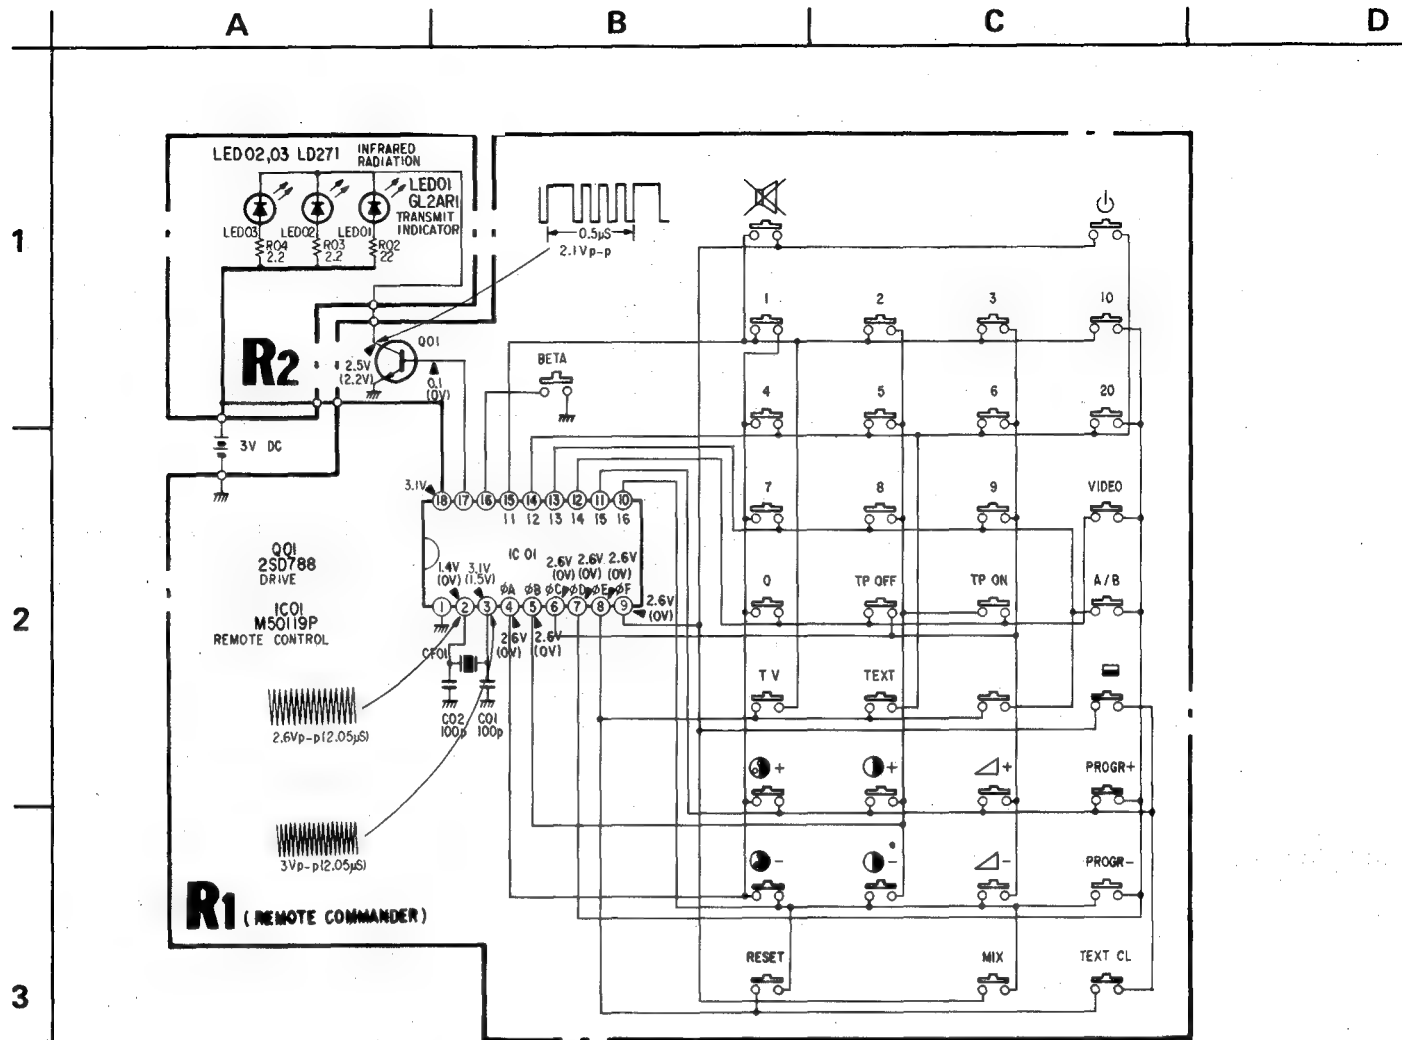 A B C D
1
2
3
LED02,03 LD271 INFRARED
RADIATION
LED01
GL2AR1
TRANSMIT
INDICATOR
LED03 LED02 LED01
R04
2.2
R03
2.2
R02
22
0.5µS
2.1Vp-p
R2
Q01
2.5V
(2.2V)
0.1
(0V)
BETA
3V DC
3.1V
18 17 16 15 14 13 12 11 10
11 12 13 14 15 16
IC 01
1.4V
(0V)
3.1V
(1.5V)
2.6V
(0V)
2.6V
(0V)
2.6V
(0V)
ØA ØB ØC ØD ØE ØF
1 2 3 4 5 6 7 8 9
2.6V
(0V)
2.6V
(0V)
2.6V
(0V)
Q01
2SD788
DRIVE
IC01
M50119P
REMOTE CONTROL
CF01
C02
100p
C01
100p
2.6Vp-p(2.05µS)
3Vp-p(2.05µS)
R1 (REMOTE COMMANDER)
1 2 3 10
4 5 6 20
7 8 9 VIDEO
0 TP OFF TP ON A/B
TV TEXT
+ + + PROGR+
- - - PROGR-
RESET MIX TEXT CL